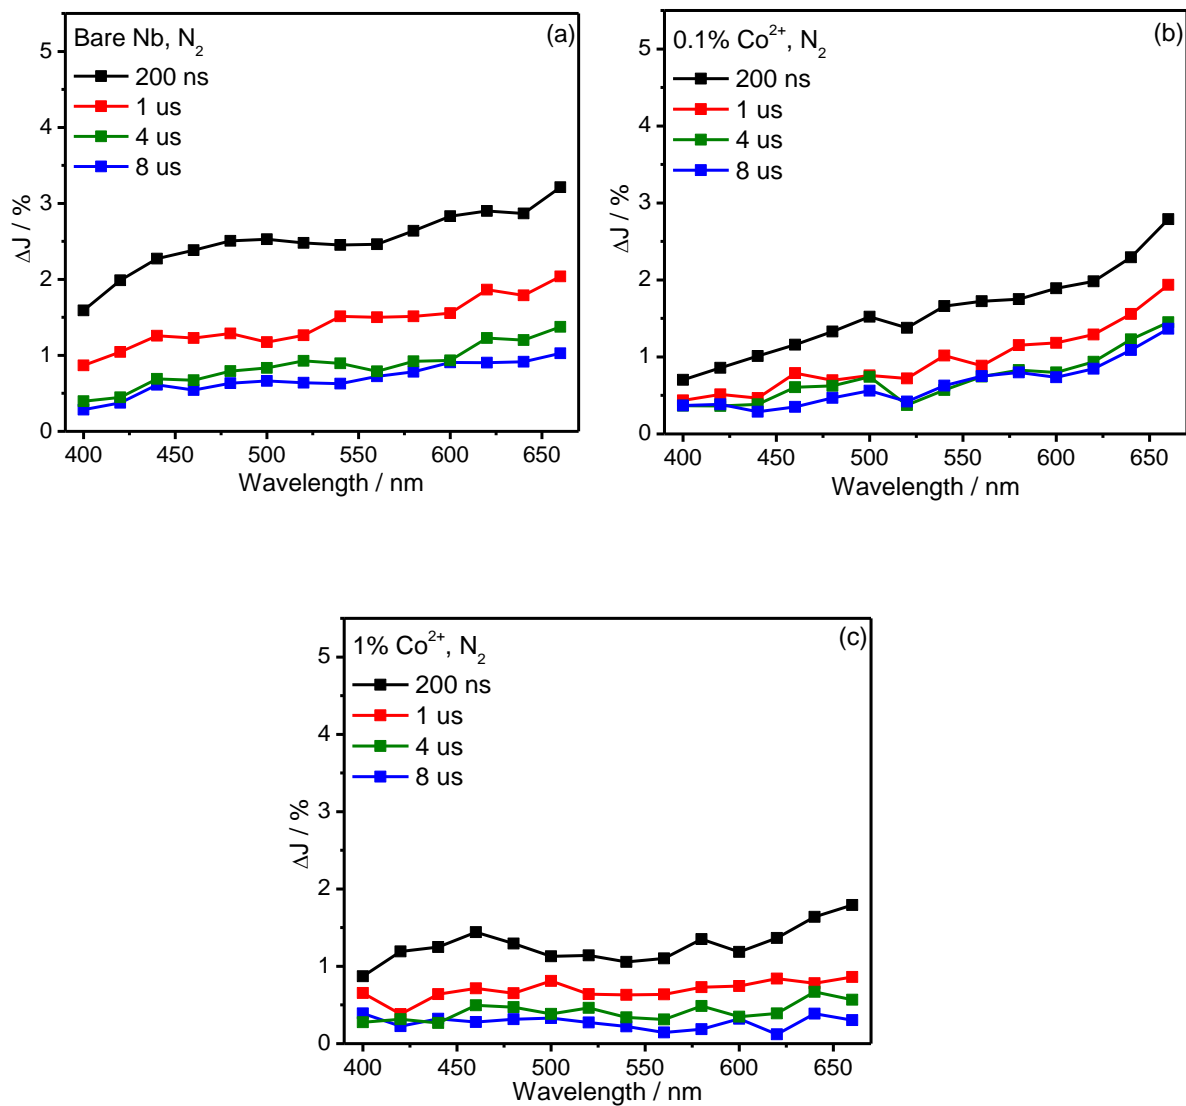 Bare Nb, N₂
(a)
200 ns
1 us
4 us
8 us
5
4
3
2
1
0
ΔJ / %
400 450 500 550 600 650
Wavelength / nm
0.1% Co²⁺, N₂
(b)
200 ns
1 us
4 us
8 us
5
4
3
2
1
0
ΔJ / %
400 450 500 550 600 650
Wavelength / nm
1% Co²⁺, N₂
(c)
200 ns
1 us
4 us
8 us
5
4
3
2
1
0
ΔJ / %
400 450 500 550 600 650
Wavelength / nm